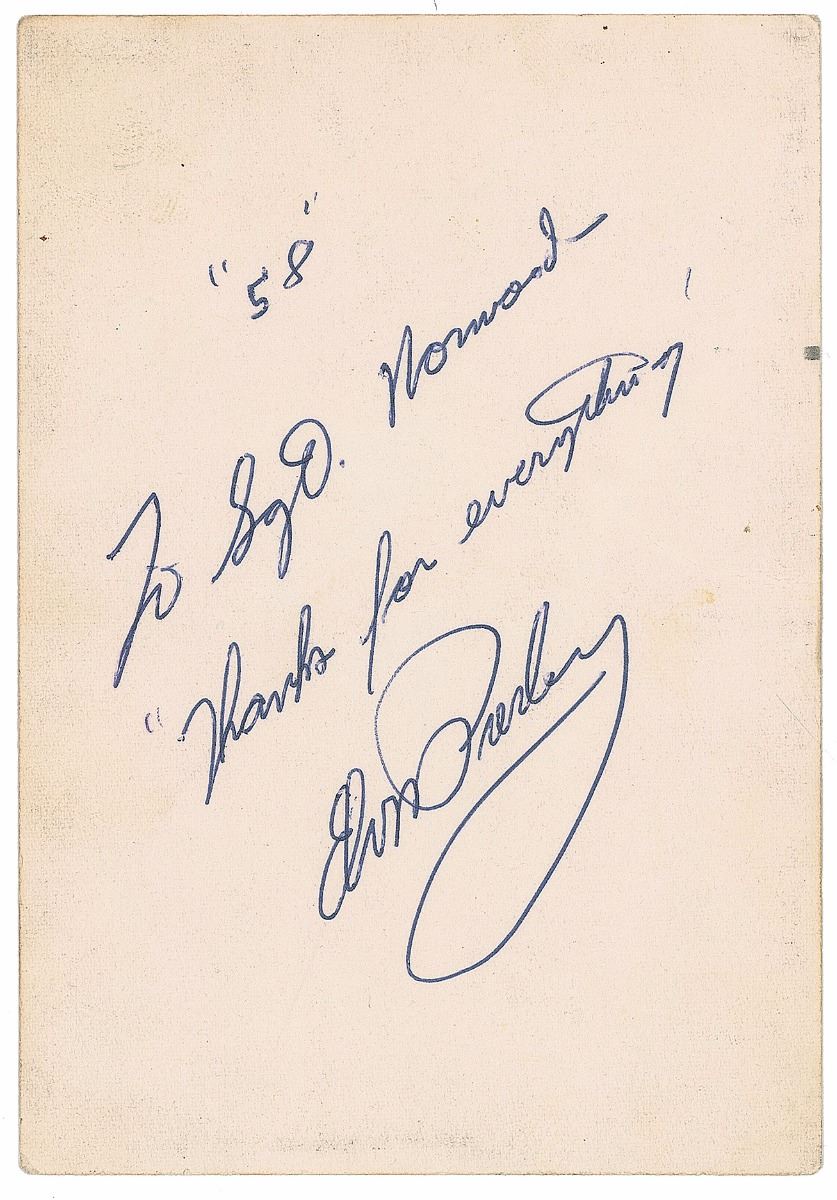 "58"
To Sgt. Norwood
"Thanks for everything"
Elvis Presley